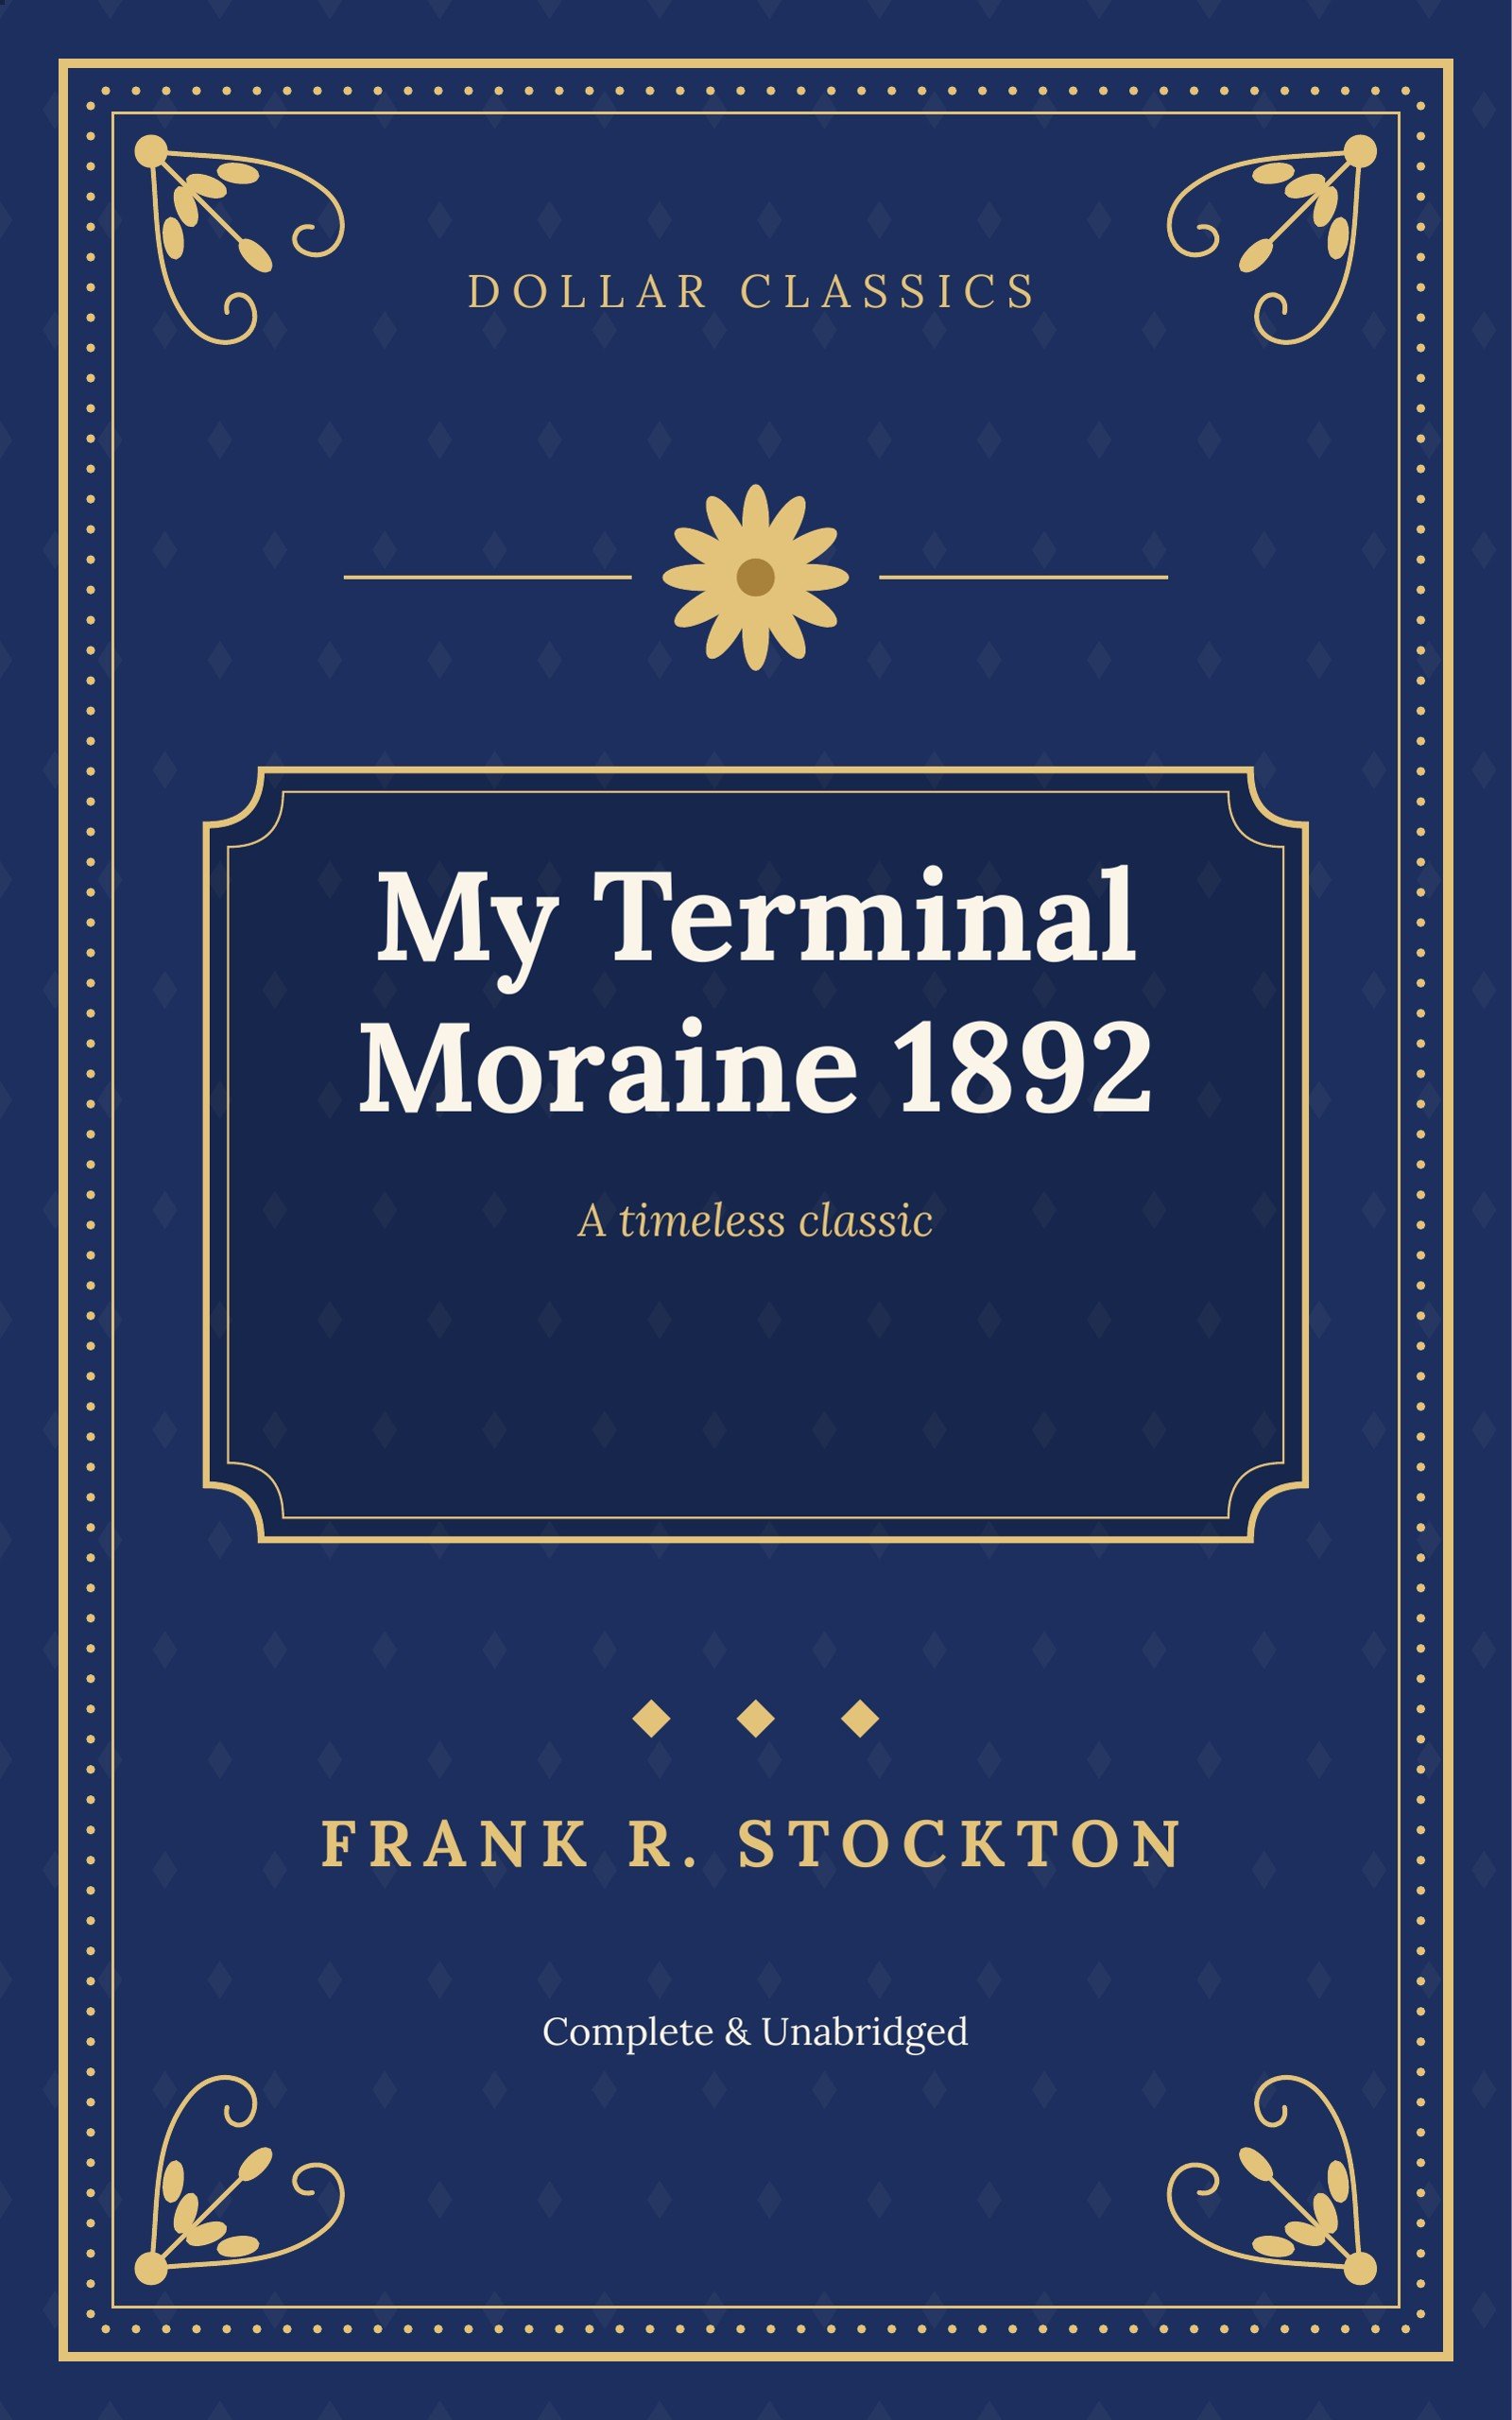 DOLLAR CLASSICS
My Terminal
Moraine 1892
A timeless classic
FRANK R. STOCKTON
Complete & Unabridged